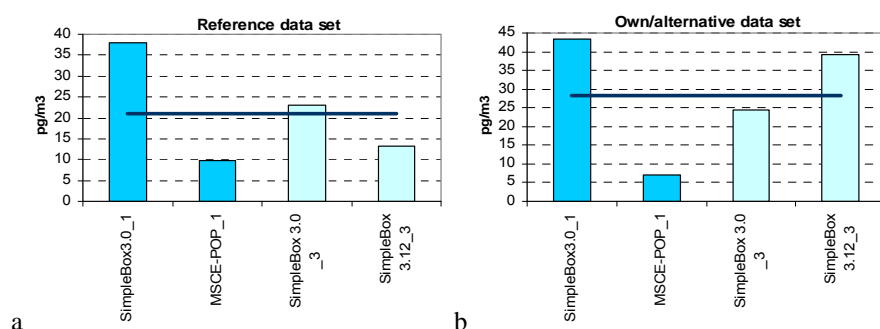 Reference data set
pg/m3
40
35
30
25
20
15
10
5
0
SimpleBox3.0_1
MSCE-POP_1
SimpleBox 3.0
_3
SimpleBox
3.12_3
a
Own/alternative data set
pg/m3
45
40
35
30
25
20
15
10
5
0
SimpleBox3.0_1
MSCE-POP_1
SimpleBox 3.0
_3
SimpleBox
3.12_3
b